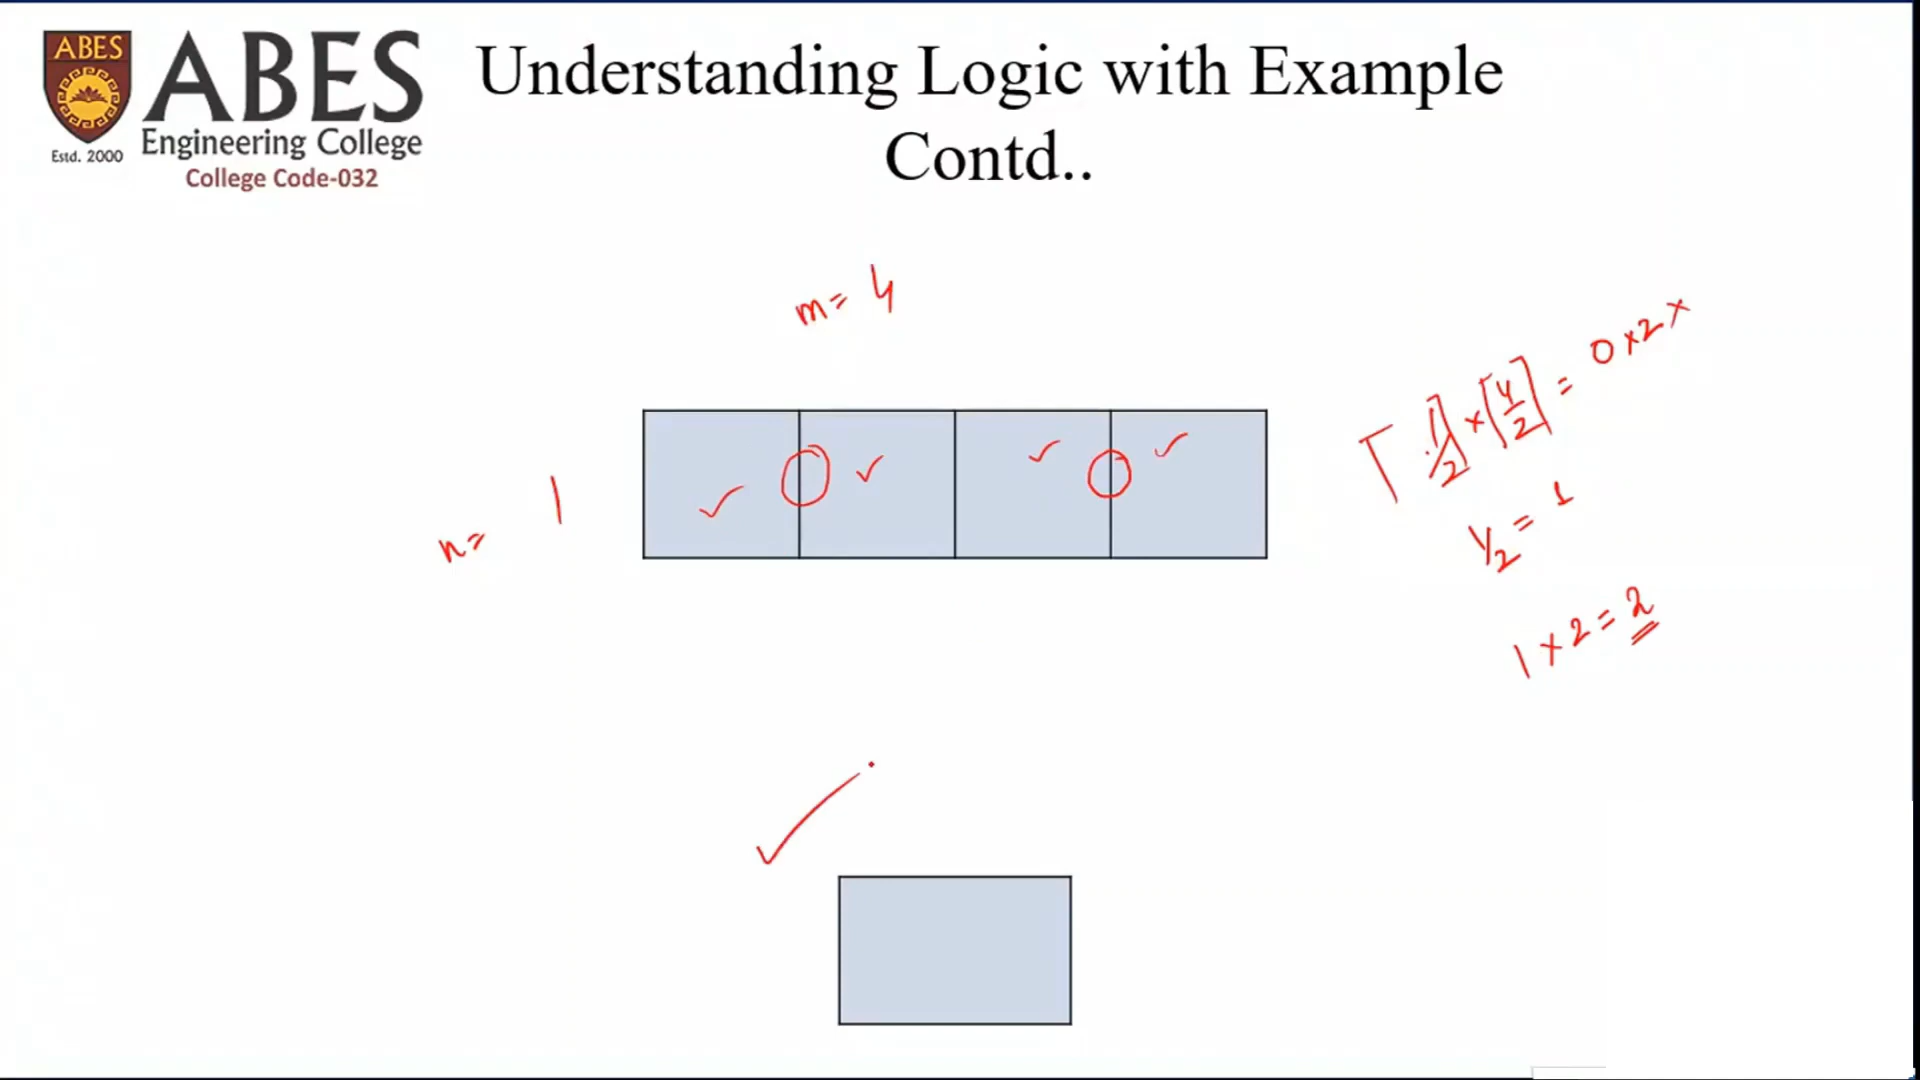 ABES
Estd. 2000
ABES
Engineering College
College Code-032
Understanding Logic with Example
Contd..
m= 4
n= 1
⌈1/2⌉×⌈4/2⌉ = 0×2×
1/2 = 1
1×2=2